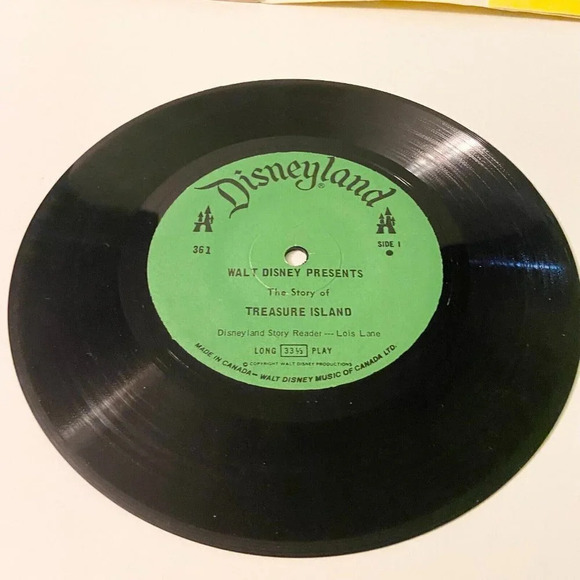 Disneyland®
361
SIDE 1
WALT DISNEY PRESENTS
The Story of
TREASURE ISLAND
Disneyland Story Reader — Lois Lane
LONG 33⅓ PLAY
© COPYRIGHT WALT DISNEY PRODUCTIONS
MADE IN CANADA — WALT DISNEY MUSIC OF CANADA LTD.